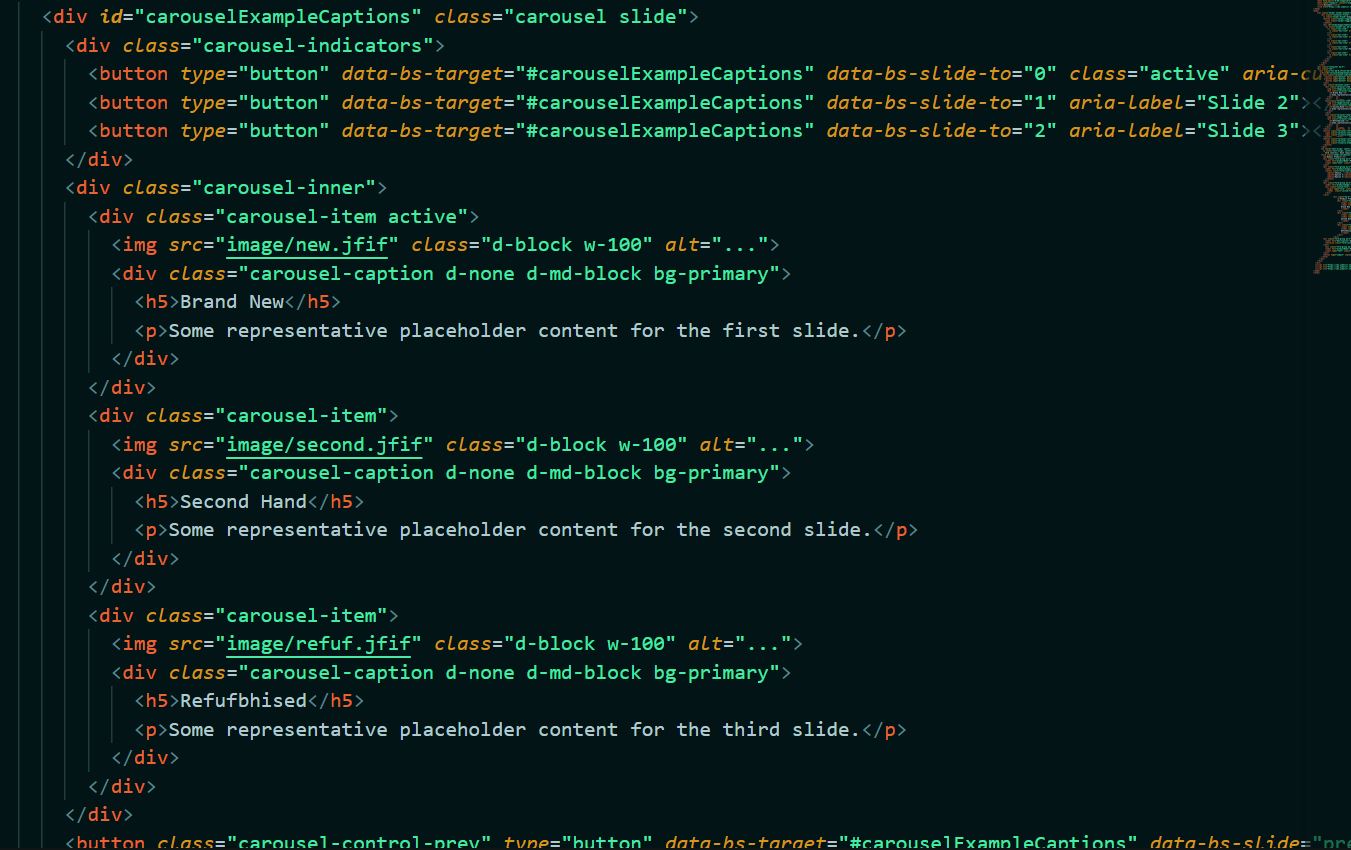 <div id="carouselExampleCaptions" class="carousel slide">
<div class="carousel-indicators">
<button type="button" data-bs-target="#carouselExampleCaptions" data-bs-slide-to="0" class="active"
<button type="button" data-bs-target="#carouselExampleCaptions" data-bs-slide-to="1" aria-label="Slide 2"><
<button type="button" data-bs-target="#carouselExampleCaptions" data-bs-slide-to="2" aria-label="Slide 3"><
</div>
<div class="carousel-inner">
<div class="carousel-item active">
<img src="image/new.jfif" class="d-block w-100" alt="...">
<div class="carousel-caption d-none d-md-block bg-primary">
<h5>Brand New</h5>
<p>Some representative placeholder content for the first slide.</p>
</div>
</div>
<div class="carousel-item">
<img src="image/second.jfif" class="d-block w-100" alt="...">
<div class="carousel-caption d-none d-md-block bg-primary">
<h5>Second Hand</h5>
<p>Some representative placeholder content for the second slide.</p>
</div>
</div>
<div class="carousel-item">
<img src="image/refuf.jfif" class="d-block w-100" alt="...">
<div class="carousel-caption d-none d-md-block bg-primary">
<h5>Refufbhised</h5>
<p>Some representative placeholder content for the third slide.</p>
</div>
</div>
</div>
<button class="carousel-control-prev" type="button" data-bs-target="#carouselExampleCaptions" data-bs-slide=